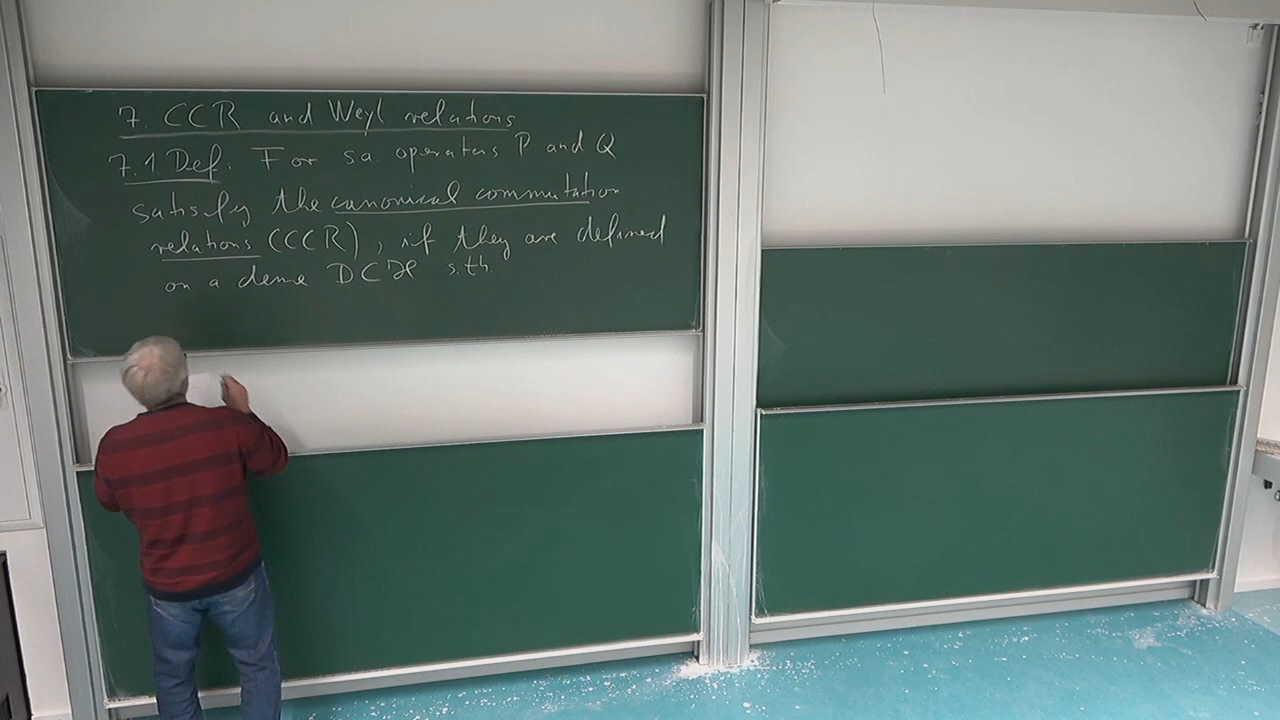 7. CCR and Weyl relations
7.1. Def. For s.a. operators P and Q
satisfy the canonical commutation
relations (CCR), if they are defined
on a dense D ⊂ ℋ s.th.